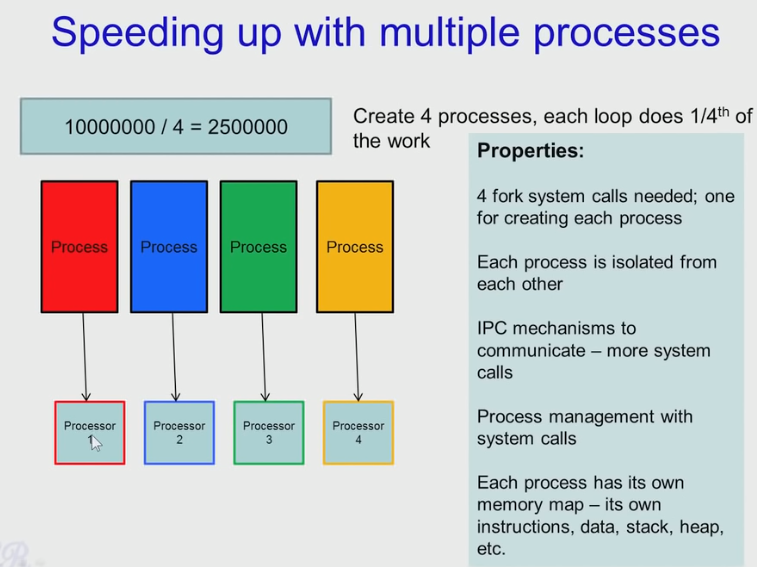 Speeding up with multiple processes
10000000 / 4 = 2500000
Create 4 processes, each loop does 1/4th of
the work
Process
Process
Process
Process
Processor
1
Processor
2
Processor
3
Processor
4
Properties:
4 fork system calls needed; one
for creating each process
Each process is isolated from
each other
IPC mechanisms to
communicate – more system
calls
Process management with
system calls
Each process has its own
memory map – its own
instructions, data, stack, heap,
etc.